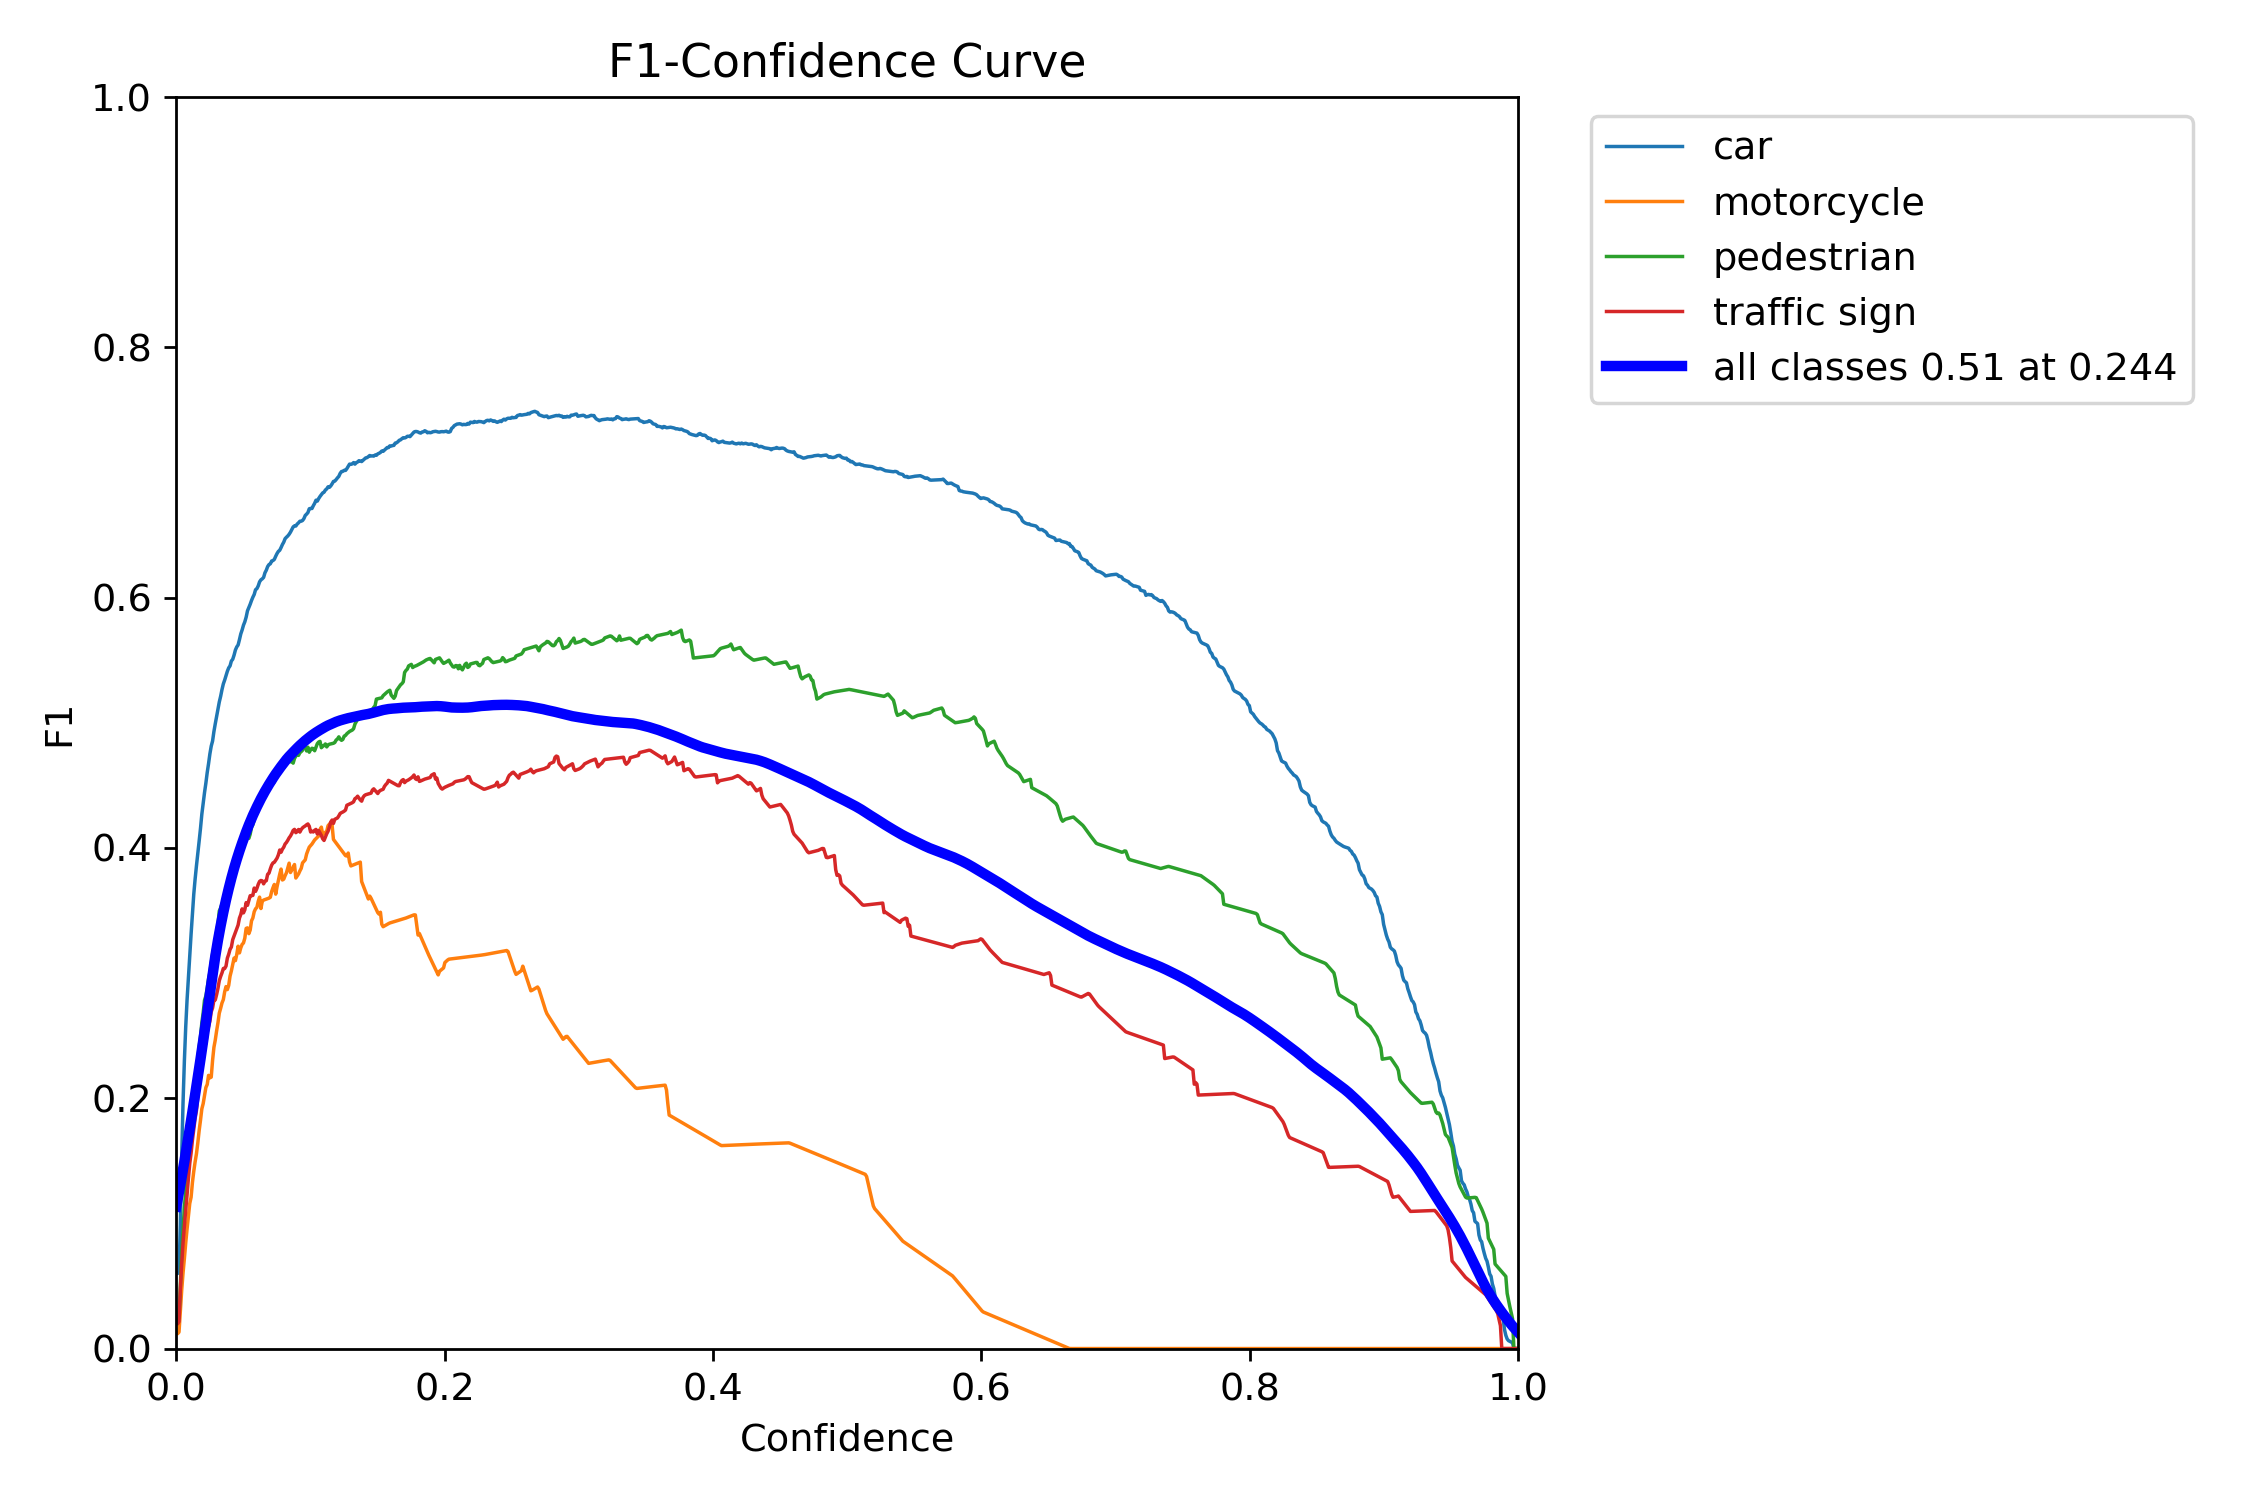 F1-Confidence Curve
1.0
0.8
0.6
0.4
0.2
0.0
F1
0.0 0.2 0.4 0.6 0.8 1.0
Confidence
car
motorcycle
pedestrian
traffic sign
all classes 0.51 at 0.244